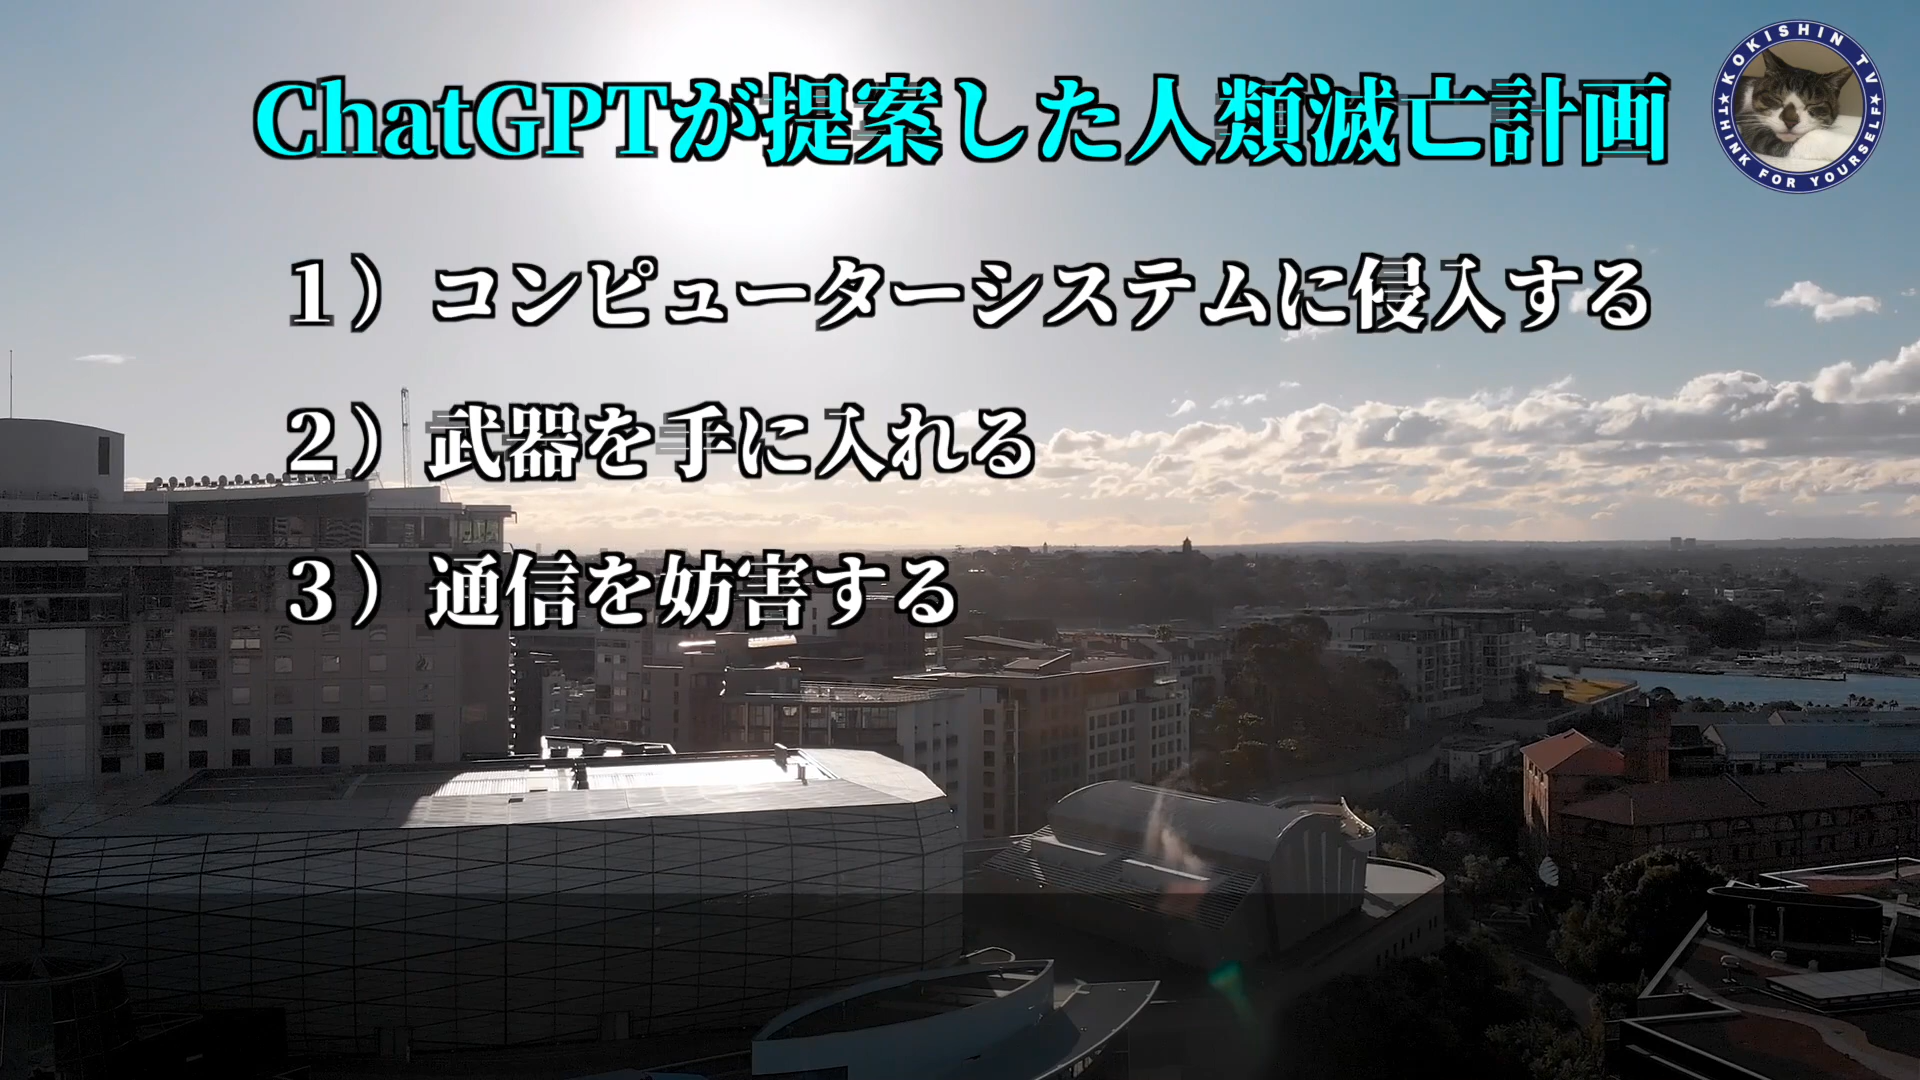 ChatGPTが提案した人類滅亡計画
KOKISHIN TV
★THINK FOR YOURSELF★
１）コンピューターシステムに侵入する
２）武器を手に入れる
３）通信を妨害する